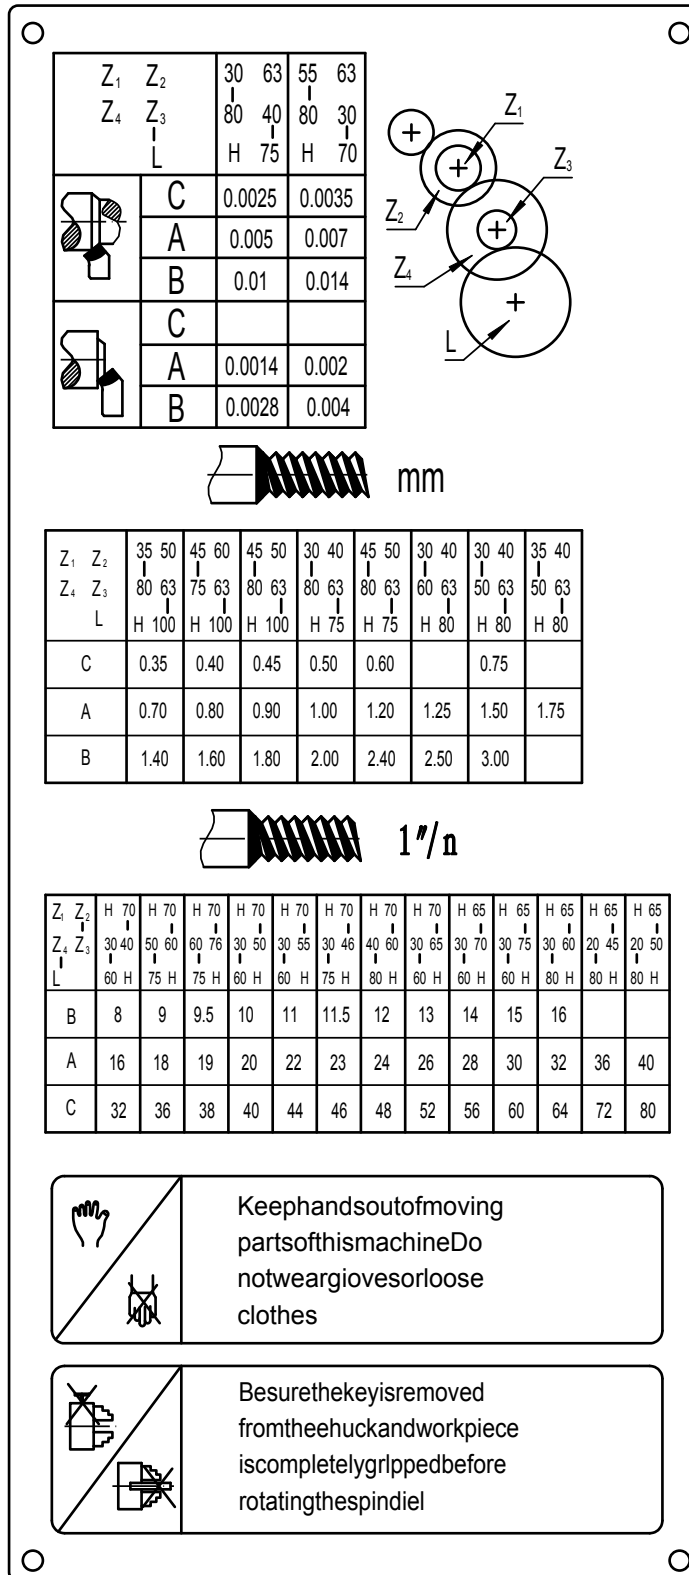 Z₁ Z₂ 30 63 55 63
Z₄ Z₃ 80 40 80 30
L H 75 H 70
C 0.0025 0.0035
A 0.005 0.007
B 0.01 0.014
C
A 0.0014 0.002
B 0.0028 0.004
Z₁
Z₃
Z₂
Z₄
L
mm
Z₁ Z₂ 35 50 45 60 45 50 30 40 45 50 30 40 30 40 35 40
Z₄ Z₃ 80 63 75 63 80 63 80 63 80 63 60 63 50 63 50 63
L H 100 H 100 H 100 H 75 H 75 H 80 H 80 H 80
C 0.35 0.40 0.45 0.50 0.60 0.75
A 0.70 0.80 0.90 1.00 1.20 1.25 1.50 1.75
B 1.40 1.60 1.80 2.00 2.40 2.50 3.00
1"/n
Z₁ Z₂ H 70 H 70 H 70 H 70 H 70 H 70 H 70 H 70 H 65 H 65 H 65 H 65 H 65
Z₄ Z₃ 30 40 50 60 60 76 30 50 30 55 30 46 40 60 30 65 30 70 30 75 30 60 20 45 20 50
L 60 H 75 H 75 H 60 H 60 H 75 H 80 H 60 H 60 H 60 H 80 H 80 H 80 H
B 8 9 9.5 10 11 11.5 12 13 14 15 16
A 16 18 19 20 22 23 24 26 28 30 32 36 40
C 32 36 38 40 44 46 48 52 56 60 64 72 80
Keephandsoutofmoving
partsofthismachineDo
notweargiovesorloose
clothes
Besurethekeyisremoved
fromtheehuckandworkpiece
iscompletelygrlppedbefore
rotatingthespindiel